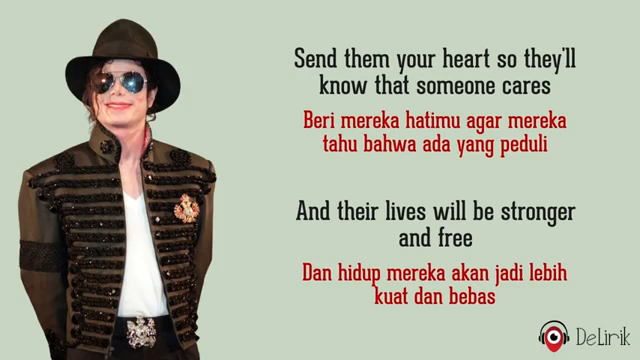 Send them your heart so they'll
know that someone cares
Beri mereka hatimu agar mereka
tahu bahwa ada yang peduli
And their lives will be stronger
and free
Dan hidup mereka akan jadi lebih
kuat dan bebas
DeLirik